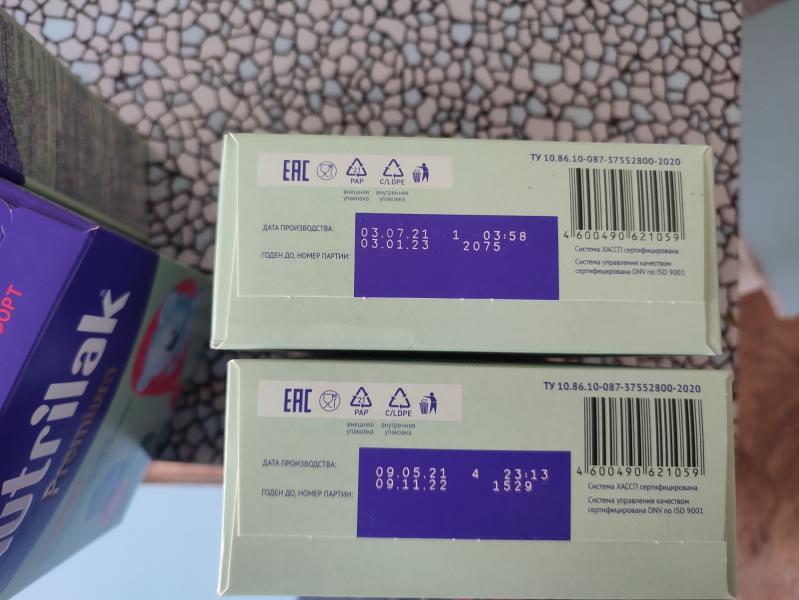 ФОРТ
nutrilak
Premium
EAC
21
PAP
C/LDPE
внешняя упаковка
внутренняя упаковка
ТУ 10.86.10-087-37552800-2020
ДАТА ПРОИЗВОДСТВА:
03.07.21 1 03:58
ГОДЕН ДО, НОМЕР ПАРТИИ:
03.01.23 2075
4 600490 621059
Система ХАССП сертифицирована
Система управления качеством
сертифицирована DNV по ISO 9001
EAC
21
PAP
C/LDPE
внешняя упаковка
внутренняя упаковка
ТУ 10.86.10-087-37552800-2020
ДАТА ПРОИЗВОДСТВА:
09.05.21 4 23:13
ГОДЕН ДО, НОМЕР ПАРТИИ:
09.11.22 1529
4 600490 621059
Система ХАССП сертифицирована
Система управления качеством
сертифицирована DNV по ISO 9001